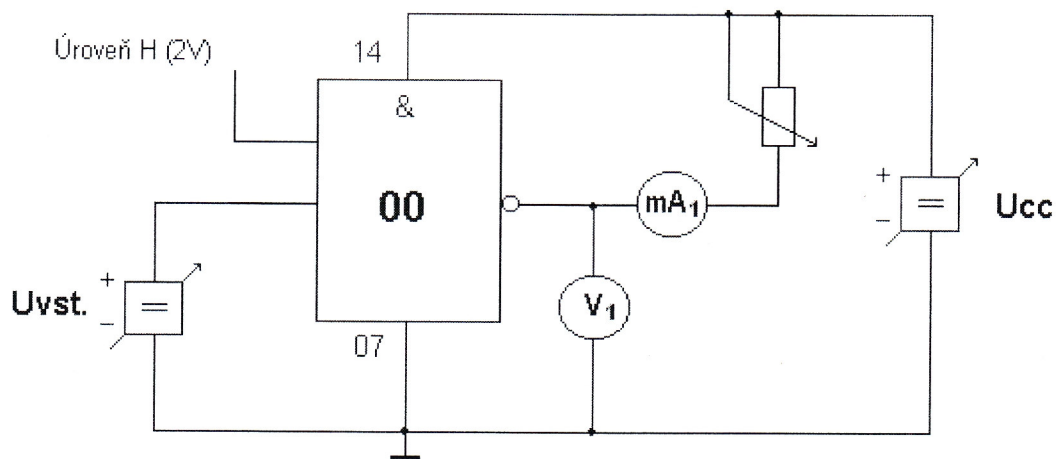 Úroveň H (2V)
14
&
00
07
Uvst.
+
−
=
mA₁
V₁
+
−
=
Ucc